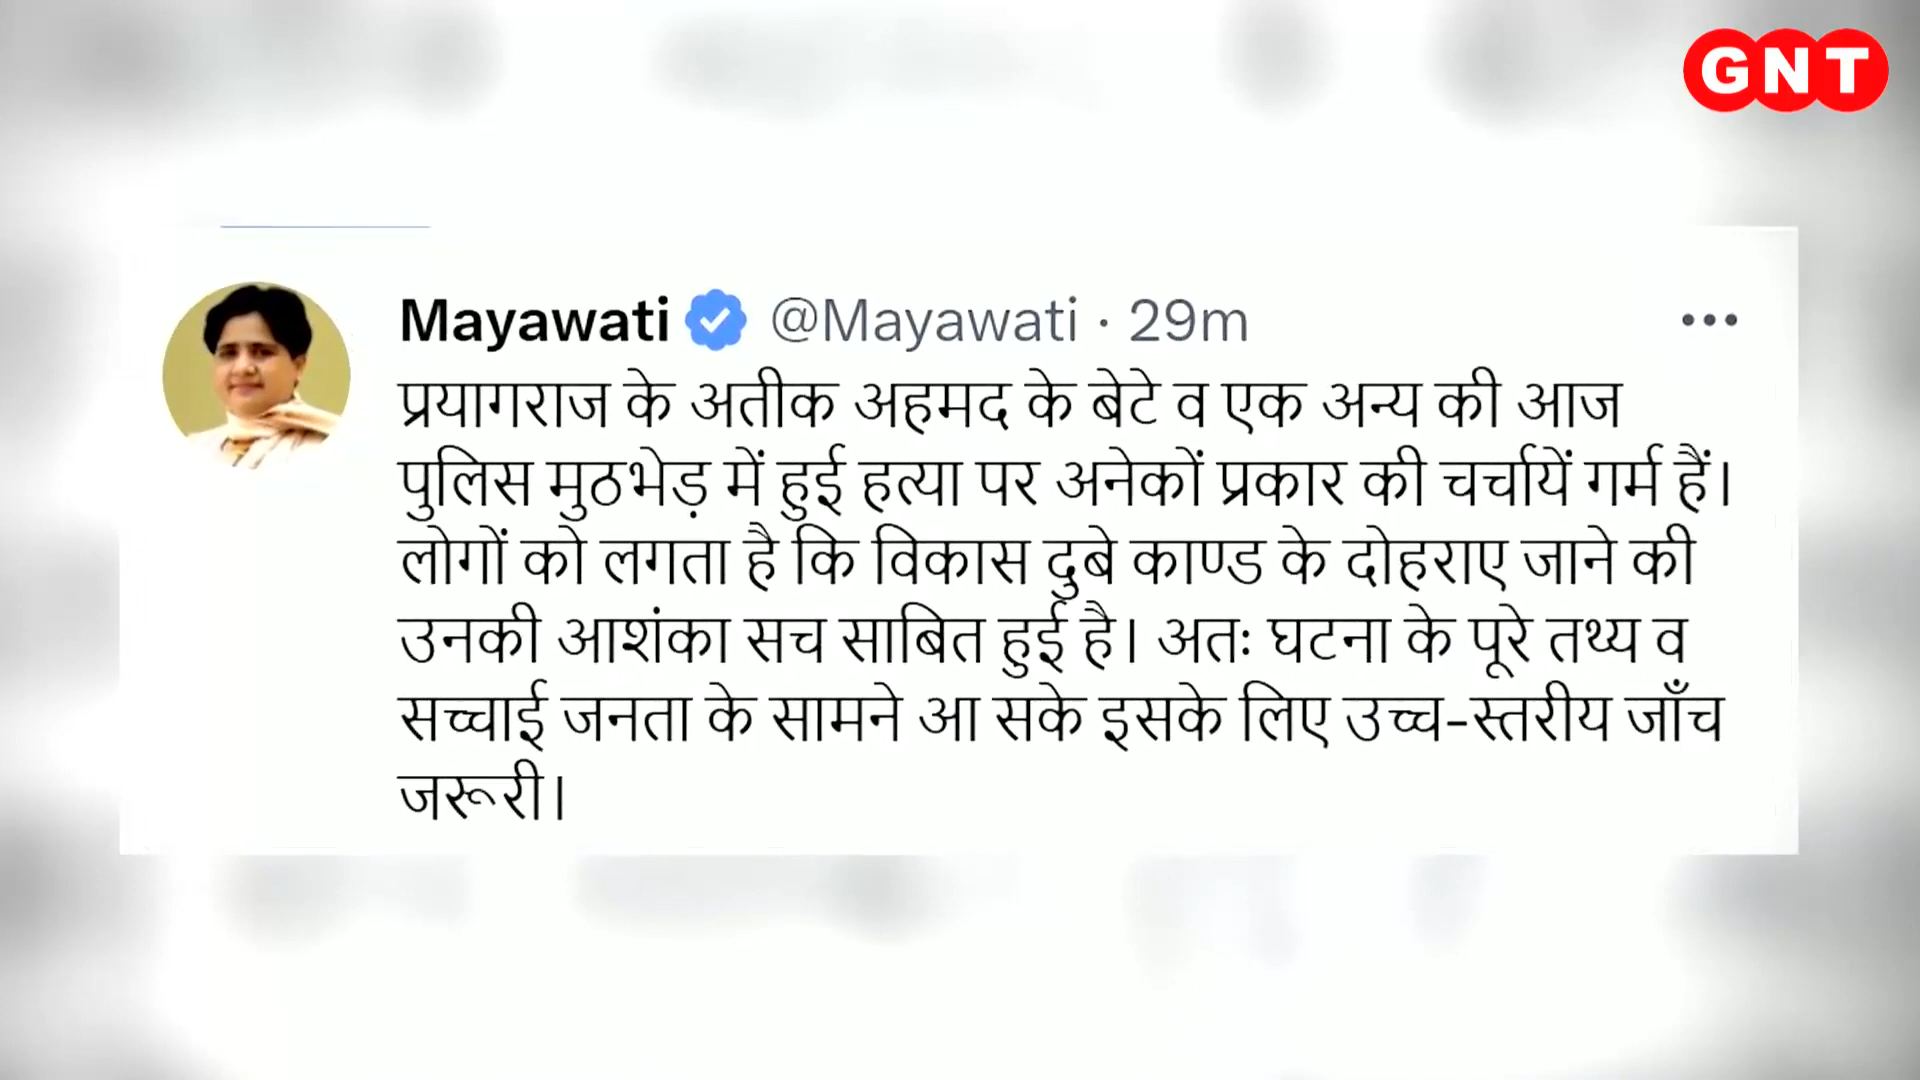 GNT
Mayawati @Mayawati · 29m
प्रयागराज के अतीक अहमद के बेटे व एक अन्य की आज
पुलिस मुठभेड़ में हुई हत्या पर अनेकों प्रकार की चर्चायें गर्म हैं।
लोगों को लगता है कि विकास दुबे काण्ड के दोहराए जाने की
उनकी आशंका सच साबित हुई है। अतः घटना के पूरे तथ्य व
सच्चाई जनता के सामने आ सके इसके लिए उच्च-स्तरीय जाँच
जरूरी।